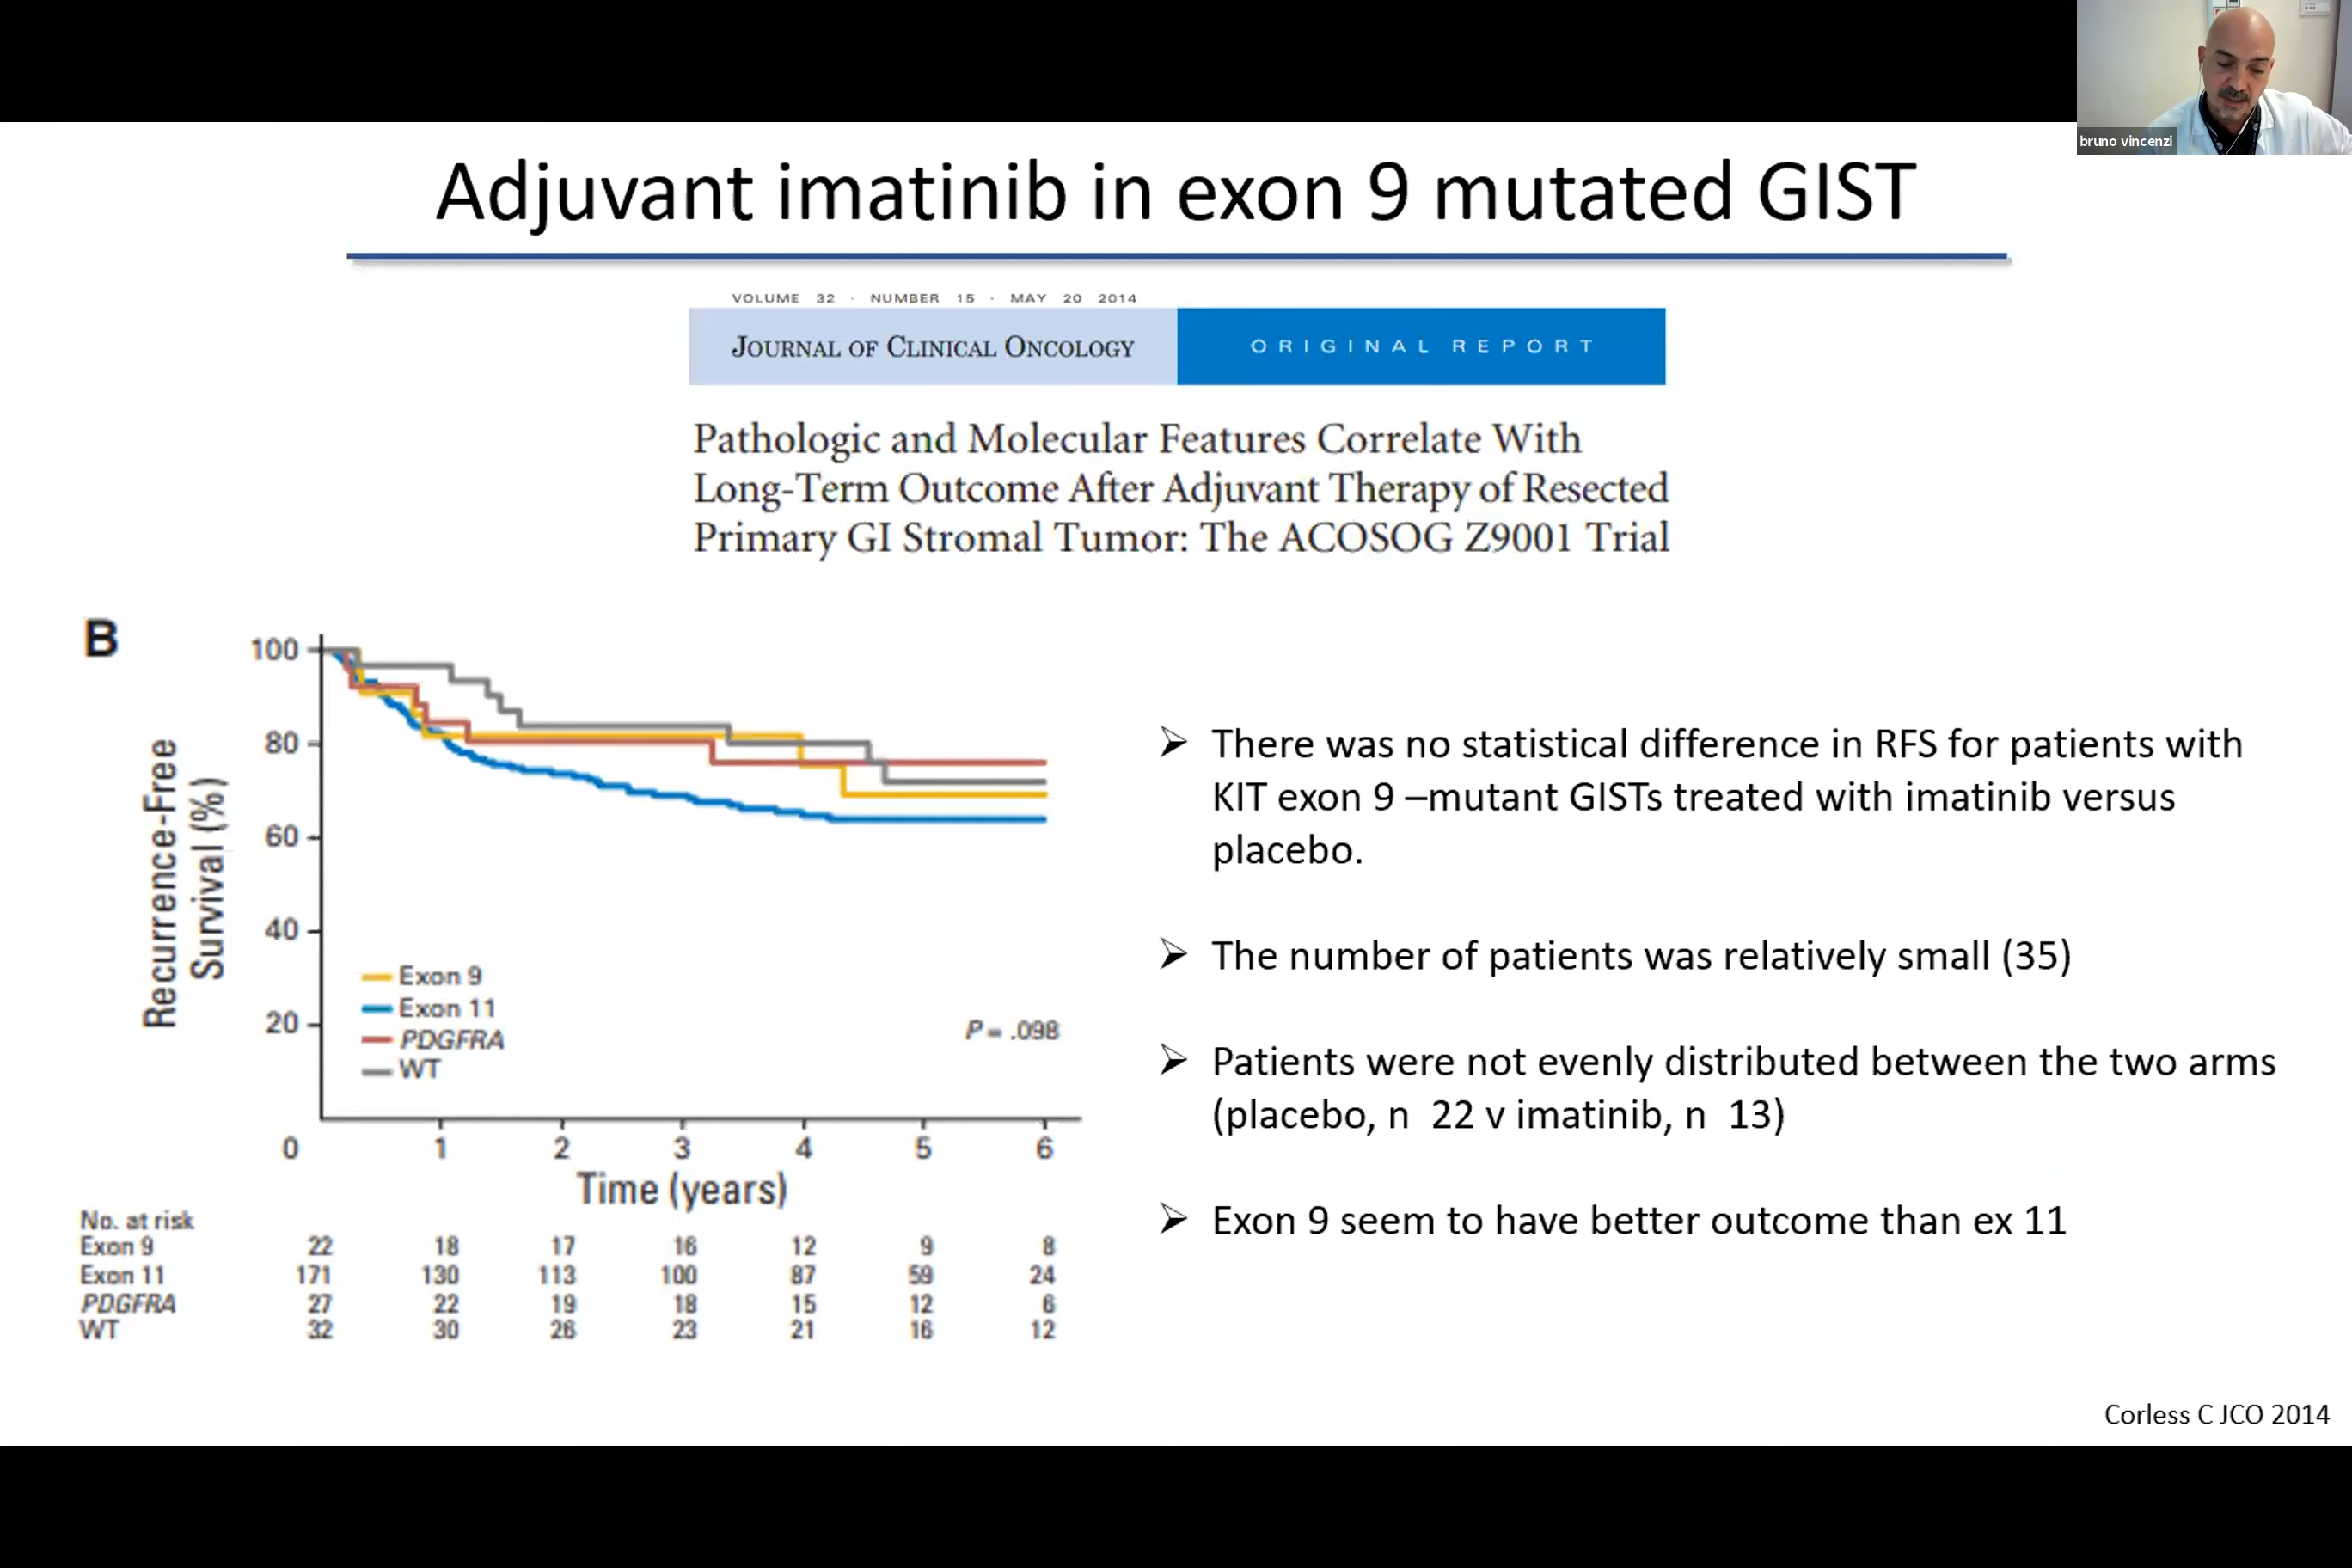 bruno vincenzi
Adjuvant imatinib in exon 9 mutated GIST
VOLUME 32 · NUMBER 15 · MAY 20 2014
JOURNAL OF CLINICAL ONCOLOGY
ORIGINAL REPORT
Pathologic and Molecular Features Correlate With
Long-Term Outcome After Adjuvant Therapy of Resected
Primary GI Stromal Tumor: The ACOSOG Z9001 Trial
B
Recurrence-Free
Survival (%)
100
80
60
40
20
0
Exon 9
Exon 11
PDGFRA
WT
P = .098
1 2 3 4 5 6
Time (years)
No. at risk
Exon 9 22 18 17 16 12 9 8
Exon 11 171 130 113 100 87 59 24
PDGFRA 27 22 19 18 15 12 6
WT 32 30 26 23 21 16 12
➢ There was no statistical difference in RFS for patients with
KIT exon 9 –mutant GISTs treated with imatinib versus
placebo.
➢ The number of patients was relatively small (35)
➢ Patients were not evenly distributed between the two arms
(placebo, n 22 v imatinib, n 13)
➢ Exon 9 seem to have better outcome than ex 11
Corless C JCO 2014